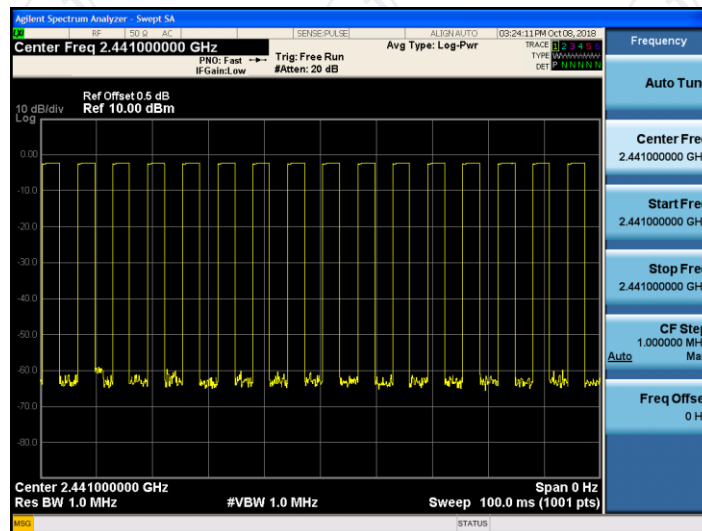 Agilent Spectrum Analyzer - Swept SA
RF 50 Ω AC SENSE:PULSE ALIGN AUTO 03:24:11 PM Oct 08, 2018
Center Freq 2.441000000 GHz
PNO: Fast
IFGain:Low
Trig: Free Run
#Atten: 20 dB
Avg Type: Log-Pwr
TRACE 1 2 3 4 5 6
TYPE
DET P N N N N N
Ref Offset 0.5 dB
10 dB/div Ref 10.00 dBm
Log
0.00
-10.0
-20.0
-30.0
-40.0
-50.0
-60.0
-70.0
-80.0
Center 2.441000000 GHz Span 0 Hz
Res BW 1.0 MHz #VBW 1.0 MHz Sweep 100.0 ms (1001 pts)
MSG STATUS
Frequency
Auto Tun
Center Fre
2.441000000 GH
Start Fre
2.441000000 GH
Stop Fre
2.441000000 GH
CF Ste
1.000000 MH
Auto Ma
Freq Offse
0 H